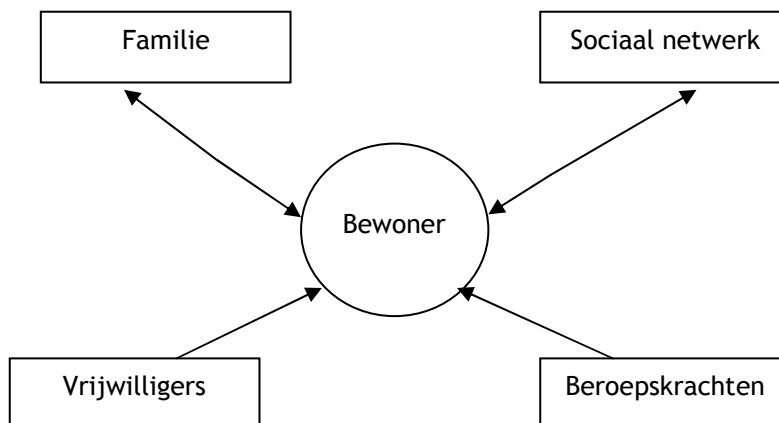 Familie
Sociaal netwerk
Bewoner
Vrijwilligers
Beroepskrachten